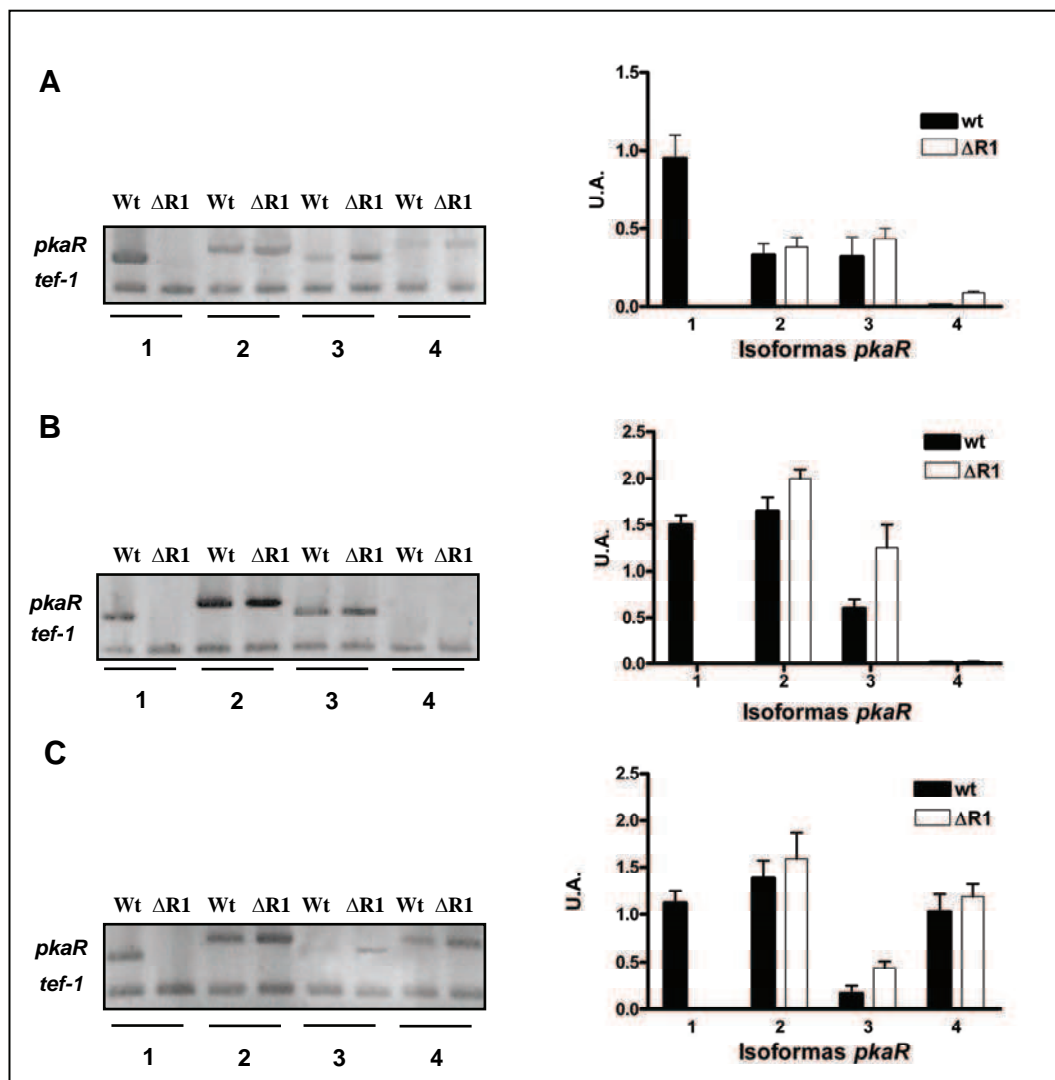 A
Wt ΔR1 Wt ΔR1 Wt ΔR1 Wt ΔR1
pkaR
tef-1
1 2 3 4
1.5
1.0
0.5
0.0
U.A.
wt
ΔR1
1 2 3 4
Isoformas pkaR
B
Wt ΔR1 Wt ΔR1 Wt ΔR1 Wt ΔR1
pkaR
tef-1
1 2 3 4
2.5
2.0
1.5
1.0
0.5
0.0
U.A.
wt
ΔR1
1 2 3 4
Isoformas pkaR
C
Wt ΔR1 Wt ΔR1 Wt ΔR1 Wt ΔR1
pkaR
tef-1
1 2 3 4
2.5
2.0
1.5
1.0
0.5
0.0
U.A.
wt
ΔR1
1 2 3 4
Isoformas pkaR